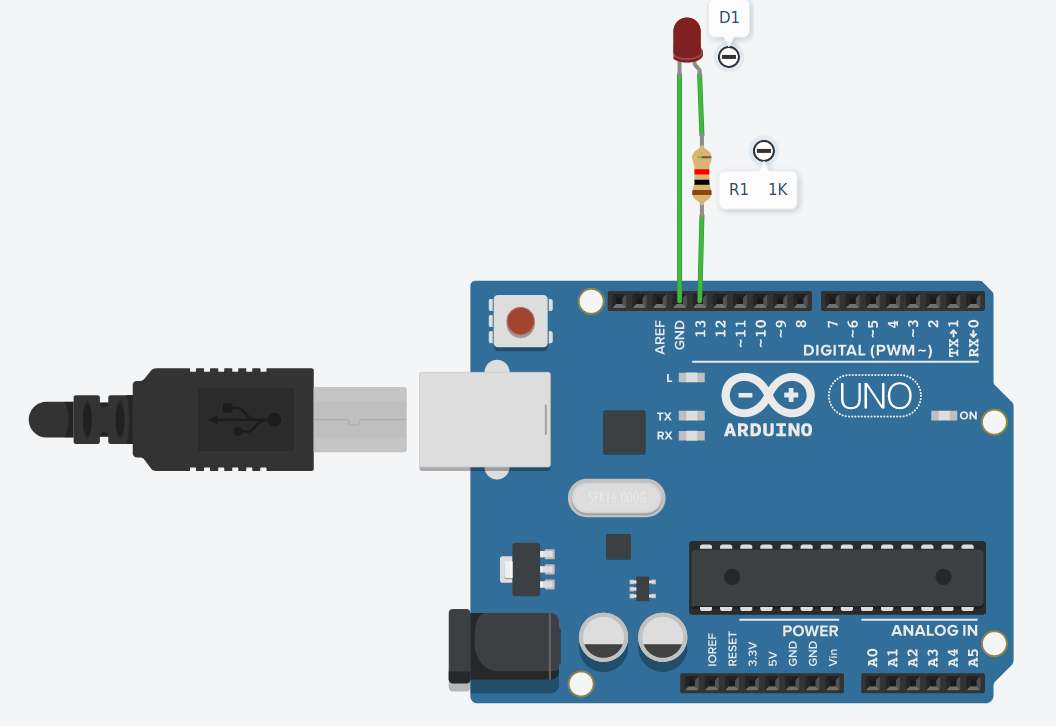 D1
R1 1K
AREF
GND
13
12
~11
~10
~9
8
7
~6
~5
4
~3
2
TX→1
RX←0
DIGITAL (PWM~)
L
TX
RX
ARDUINO
UNO
ON
SPK16.000G
POWER
ANALOG IN
IOREF
RESET
3.3V
5V
GND
GND
Vin
A0
A1
A2
A3
A4
A5